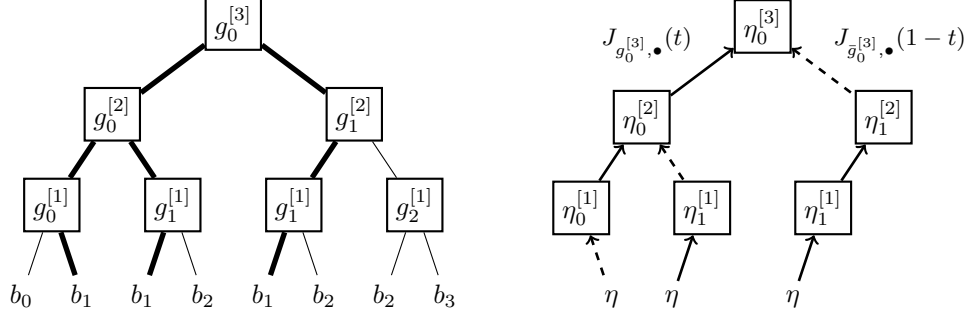 g_0^{[3]} η_0^{[3]}
J_{g_0^{[3]},•}(t) J_{ḡ_0^{[3]},•}(1 − t)
g_0^{[2]} g_1^{[2]} η_0^{[2]} η_1^{[2]}
g_0^{[1]} g_1^{[1]} g_1^{[1]} g_2^{[1]} η_0^{[1]} η_1^{[1]} η_1^{[1]}
b_0 b_1 b_1 b_2 b_1 b_2 b_2 b_3 η η η